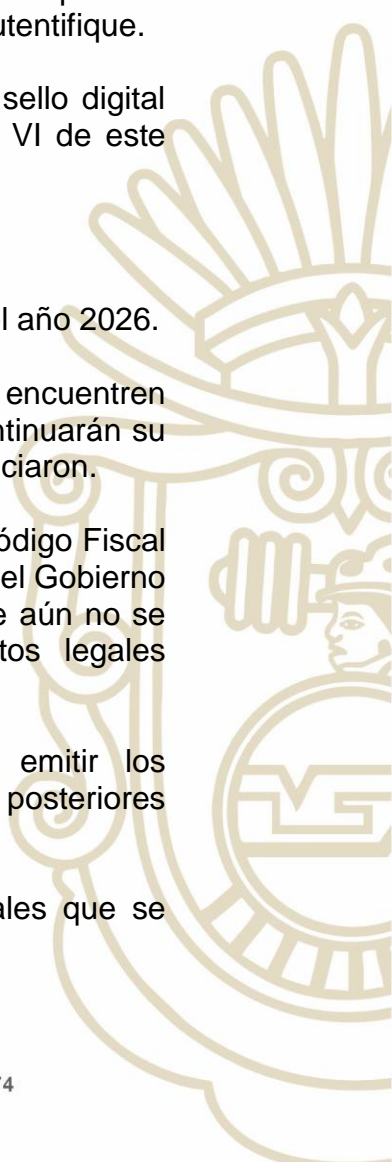 utentifique.
sello digital
VI de este
l año 2026.
encuentren
ntinuarán su
ciaron.
ódigo Fiscal
el Gobierno
e aún no se
tos legales
emitir los
posteriores
ales que se
74